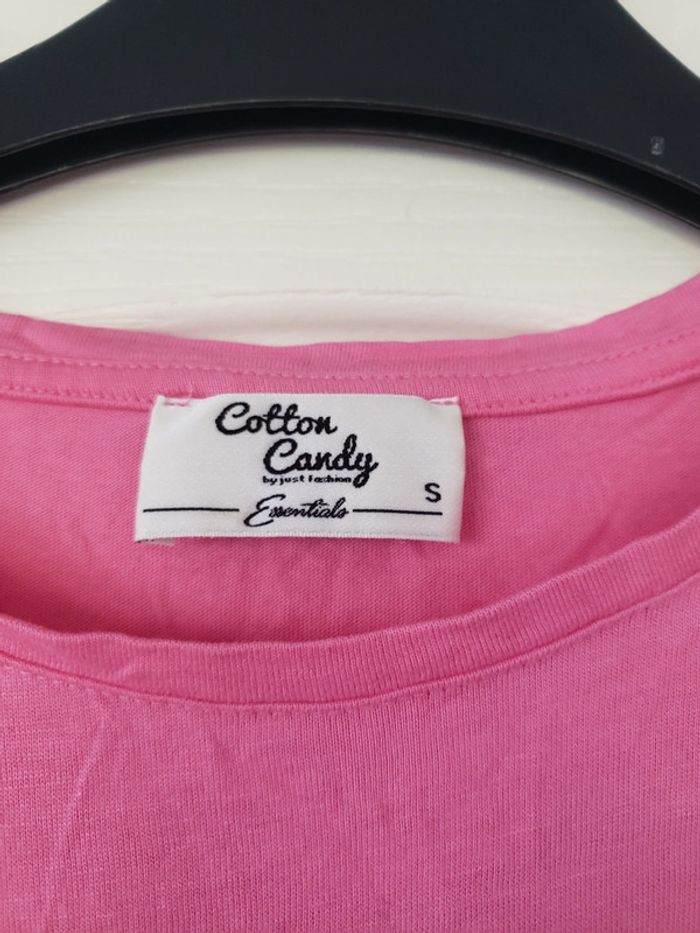 Cotton
Candy
by just fashion
S
Essentials